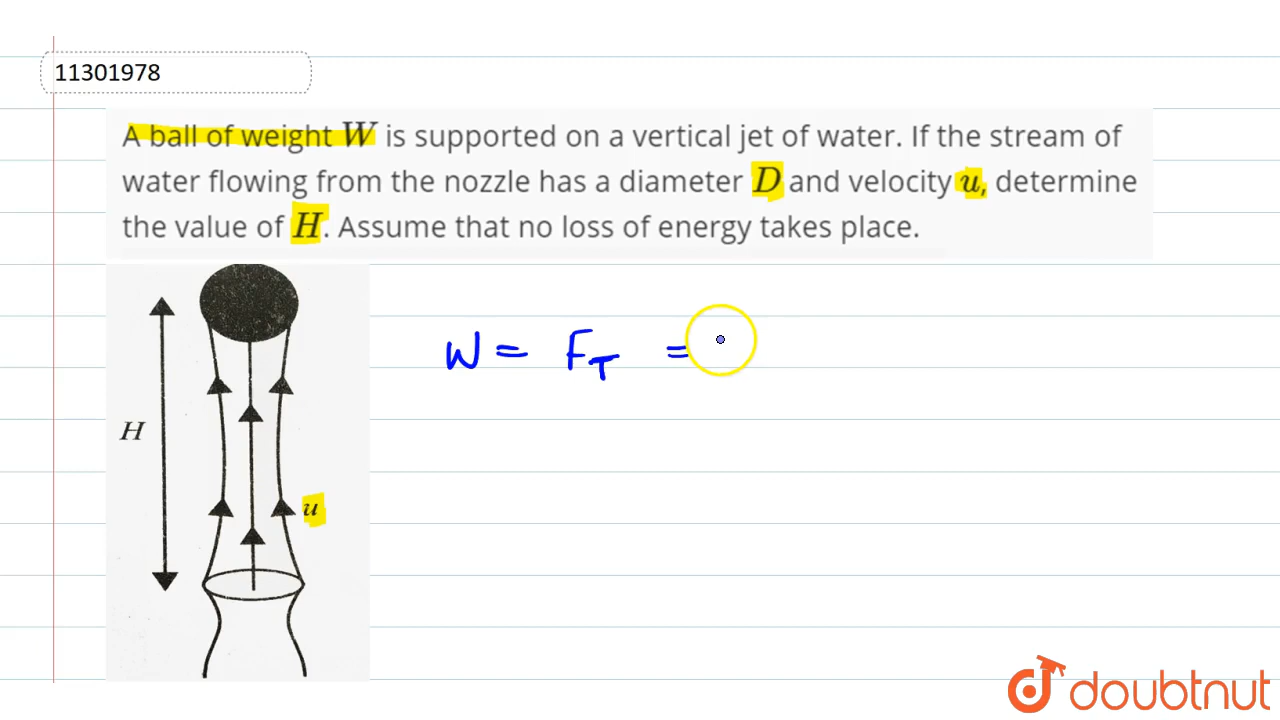 11301978
A ball of weight W is supported on a vertical jet of water. If the stream of
water flowing from the nozzle has a diameter D and velocity u, determine
the value of H. Assume that no loss of energy takes place.
W = F_T =
H
u
doubtnut